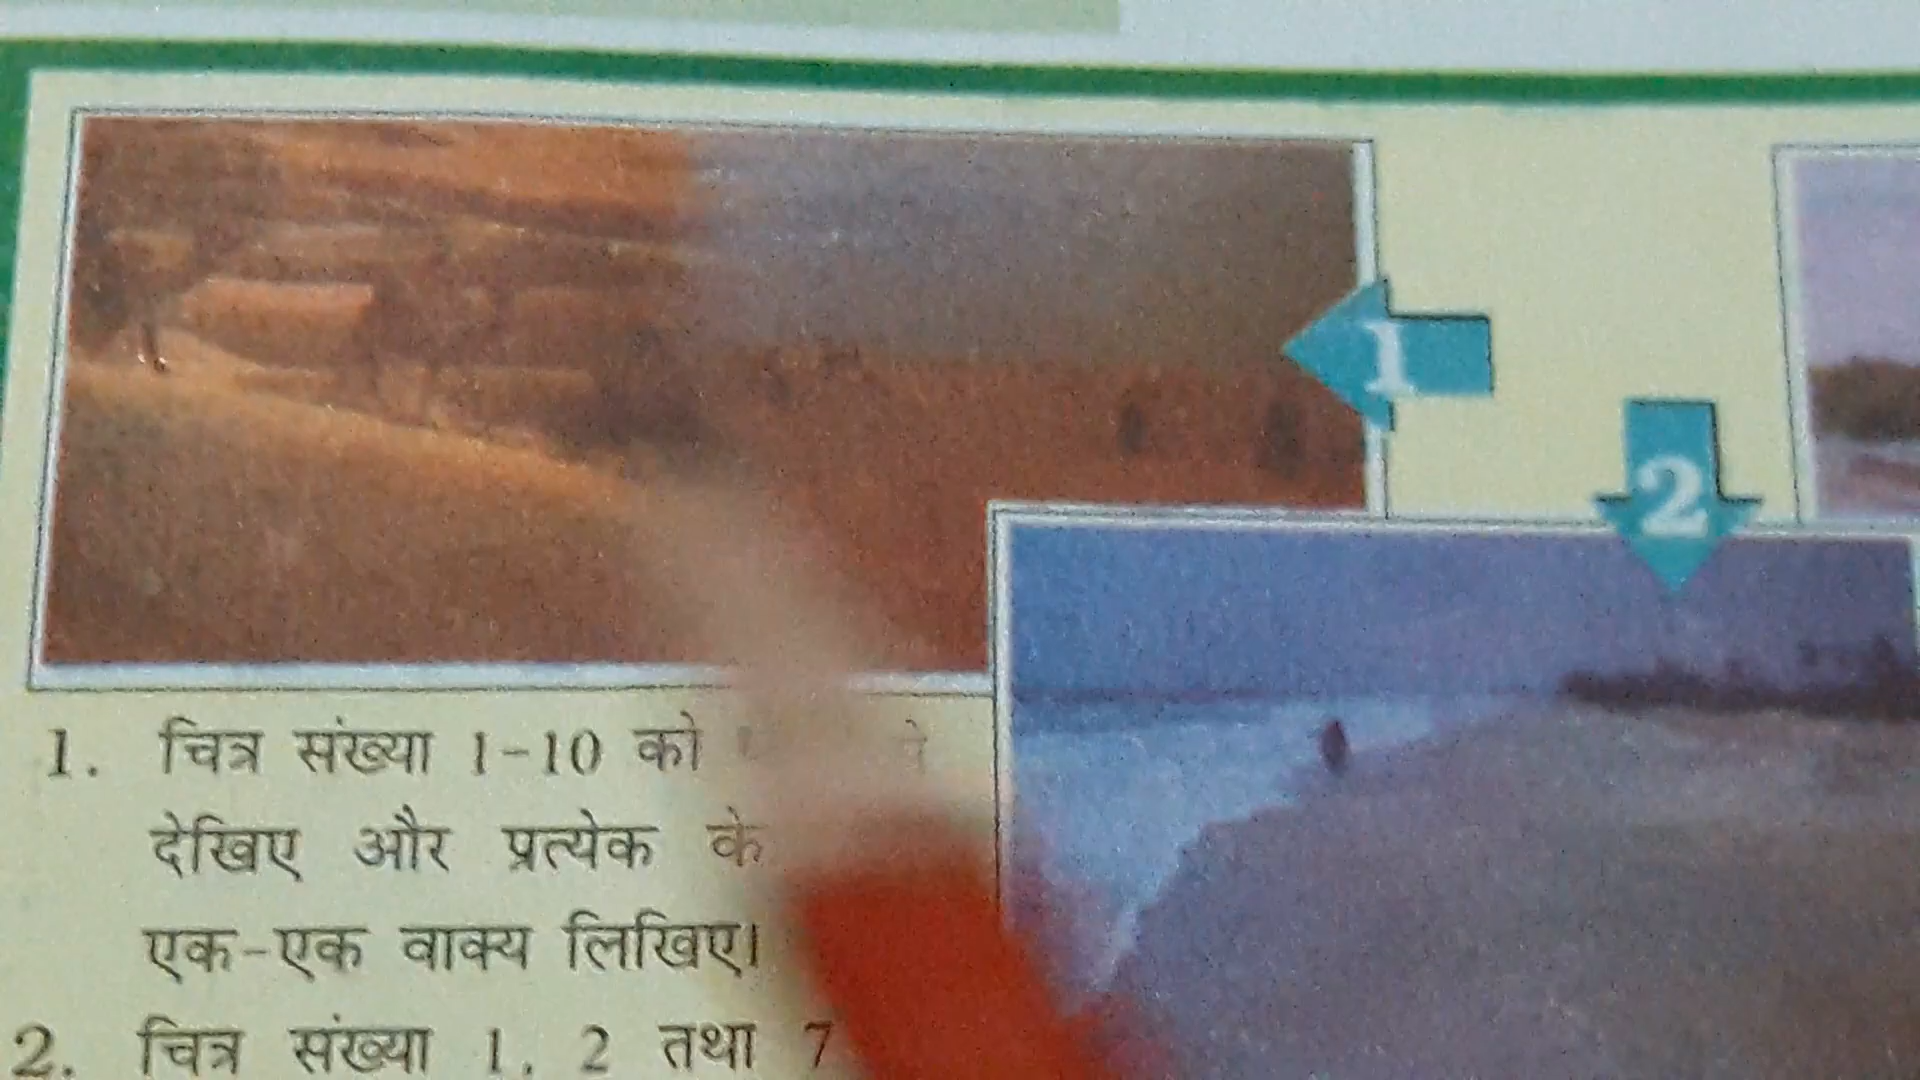 1
2
1. चित्र संख्या 1-10 को
देखिए और प्रत्येक के
एक-एक वाक्य लिखिए।
2. चित्र संख्या 1, 2 तथा 7